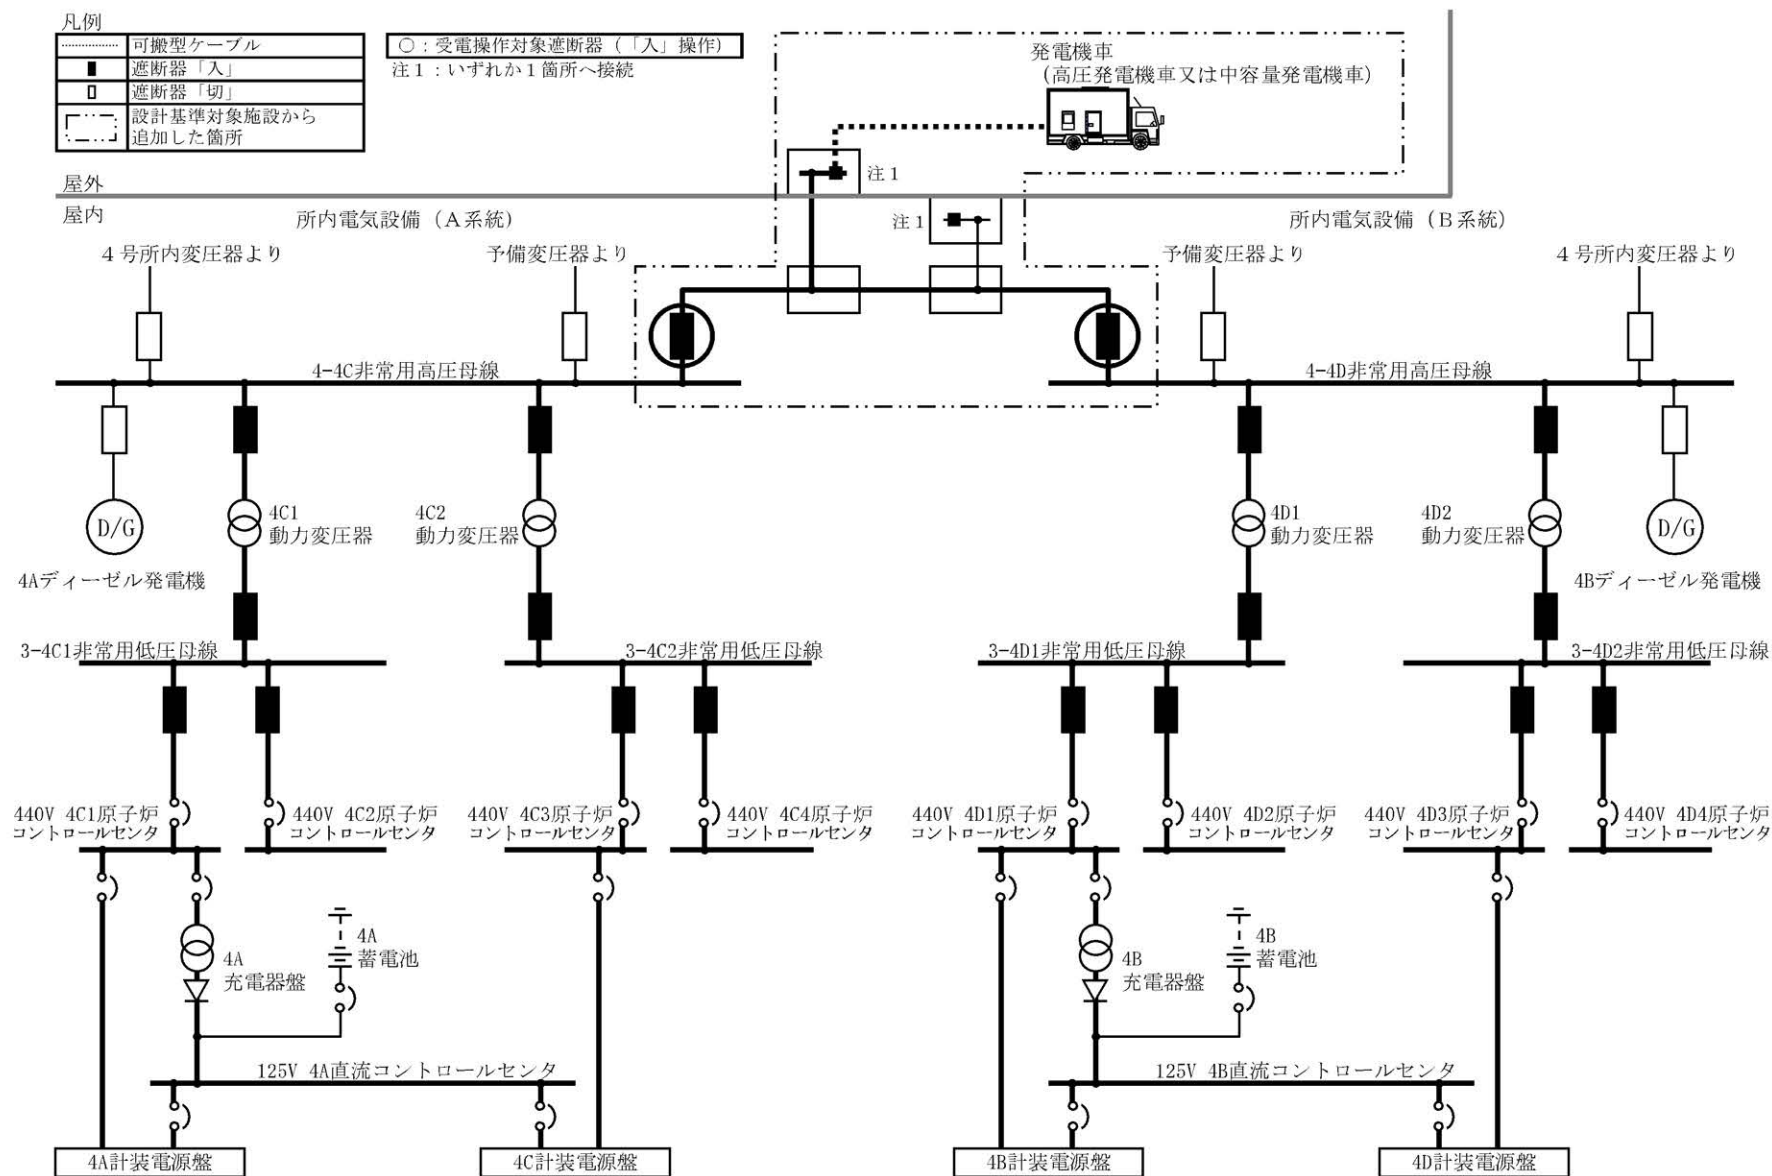 凡例
可搬型ケーブル
遮断器「入」
遮断器「切」
設計基準対象施設から
追加した箇所
○：受電操作対象遮断器（「入」操作）
注１：いずれか１箇所へ接続
発電機車
（高圧発電機車又は中容量発電機車）
注１
屋外
屋内
所内電気設備（Ａ系統）
注１
所内電気設備（Ｂ系統）
４号所内変圧器より
予備変圧器より
予備変圧器より
４号所内変圧器より
4-4C非常用高圧母線
4-4D非常用高圧母線
D/G
4C1
動力変圧器
4C2
動力変圧器
4D1
動力変圧器
4D2
動力変圧器
D/G
4Aディーゼル発電機
4Bディーゼル発電機
3-4C1非常用低圧母線
3-4C2非常用低圧母線
3-4D1非常用低圧母線
3-4D2非常用低圧母線
440V 4C1原子炉
コントロールセンタ
440V 4C2原子炉
コントロールセンタ
440V 4C3原子炉
コントロールセンタ
440V 4C4原子炉
コントロールセンタ
440V 4D1原子炉
コントロールセンタ
440V 4D2原子炉
コントロールセンタ
440V 4D3原子炉
コントロールセンタ
440V 4D4原子炉
コントロールセンタ
4A
充電器盤
4A
蓄電池
4B
充電器盤
4B
蓄電池
125V 4A直流コントロールセンタ
125V 4B直流コントロールセンタ
4A計装電源盤
4C計装電源盤
4B計装電源盤
4D計装電源盤